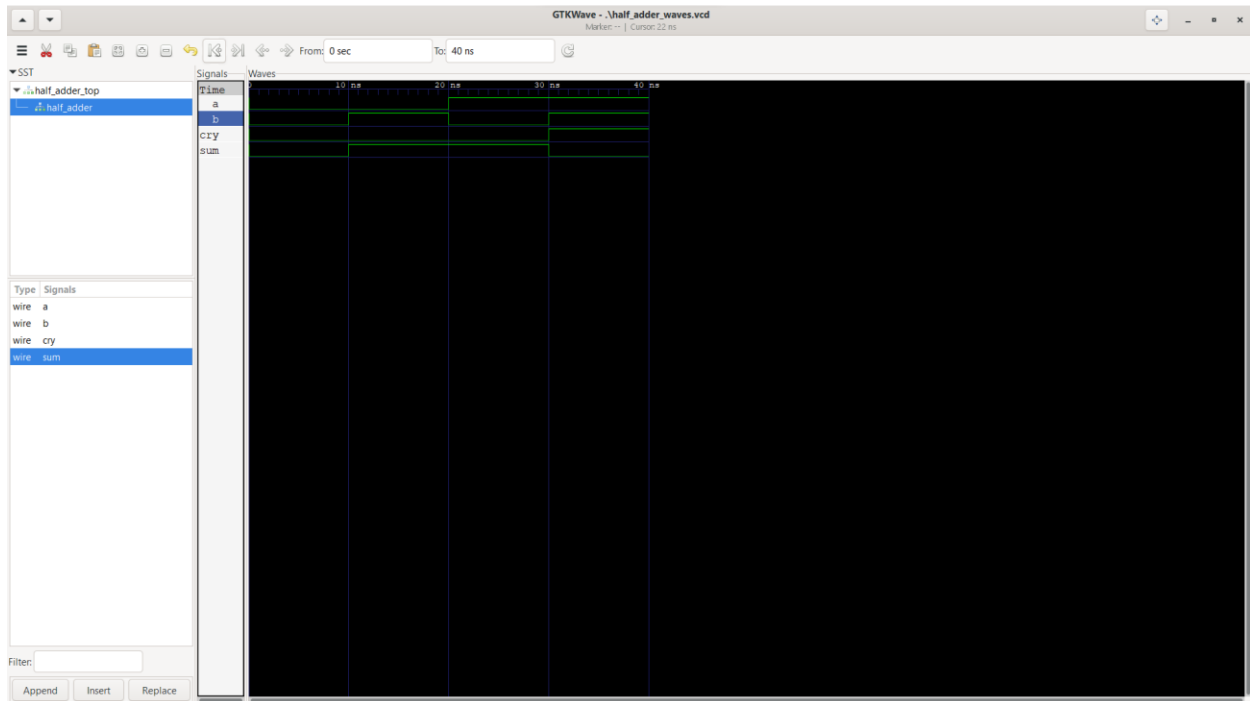 GTKWave - .\half_adder_waves.vcd
Marker: -- | Cursor: 22 ns
From: 0 sec To: 40 ns
SST
half_adder_top
half_adder
Type Signals
wire a
wire b
wire cry
wire sum
Filter:
Append Insert Replace
Signals
Time
a
b
cry
sum
Waves
0 10 ns 20 ns 30 ns 40 ns